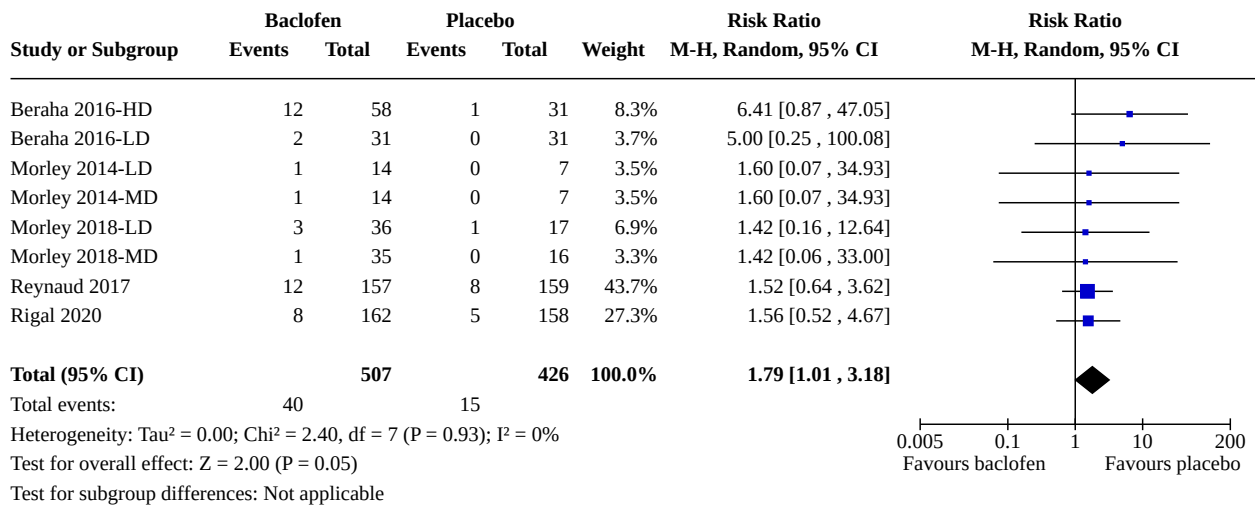 Baclofen Placebo Risk Ratio Risk Ratio
Study or Subgroup Events Total Events Total Weight M-H, Random, 95% CI M-H, Random, 95% CI
Beraha 2016-HD 12 58 1 31 8.3% 6.41 [0.87 , 47.05]
Beraha 2016-LD 2 31 0 31 3.7% 5.00 [0.25 , 100.08]
Morley 2014-LD 1 14 0 7 3.5% 1.60 [0.07 , 34.93]
Morley 2014-MD 1 14 0 7 3.5% 1.60 [0.07 , 34.93]
Morley 2018-LD 3 36 1 17 6.9% 1.42 [0.16 , 12.64]
Morley 2018-MD 1 35 0 16 3.3% 1.42 [0.06 , 33.00]
Reynaud 2017 12 157 8 159 43.7% 1.52 [0.64 , 3.62]
Rigal 2020 8 162 5 158 27.3% 1.56 [0.52 , 4.67]
Total (95% CI) 507 426 100.0% 1.79 [1.01 , 3.18]
Total events: 40 15
Heterogeneity: Tau² = 0.00; Chi² = 2.40, df = 7 (P = 0.93); I² = 0%
0.005 0.1 1 10 200
Test for overall effect: Z = 2.00 (P = 0.05) Favours baclofen Favours placebo
Test for subgroup differences: Not applicable